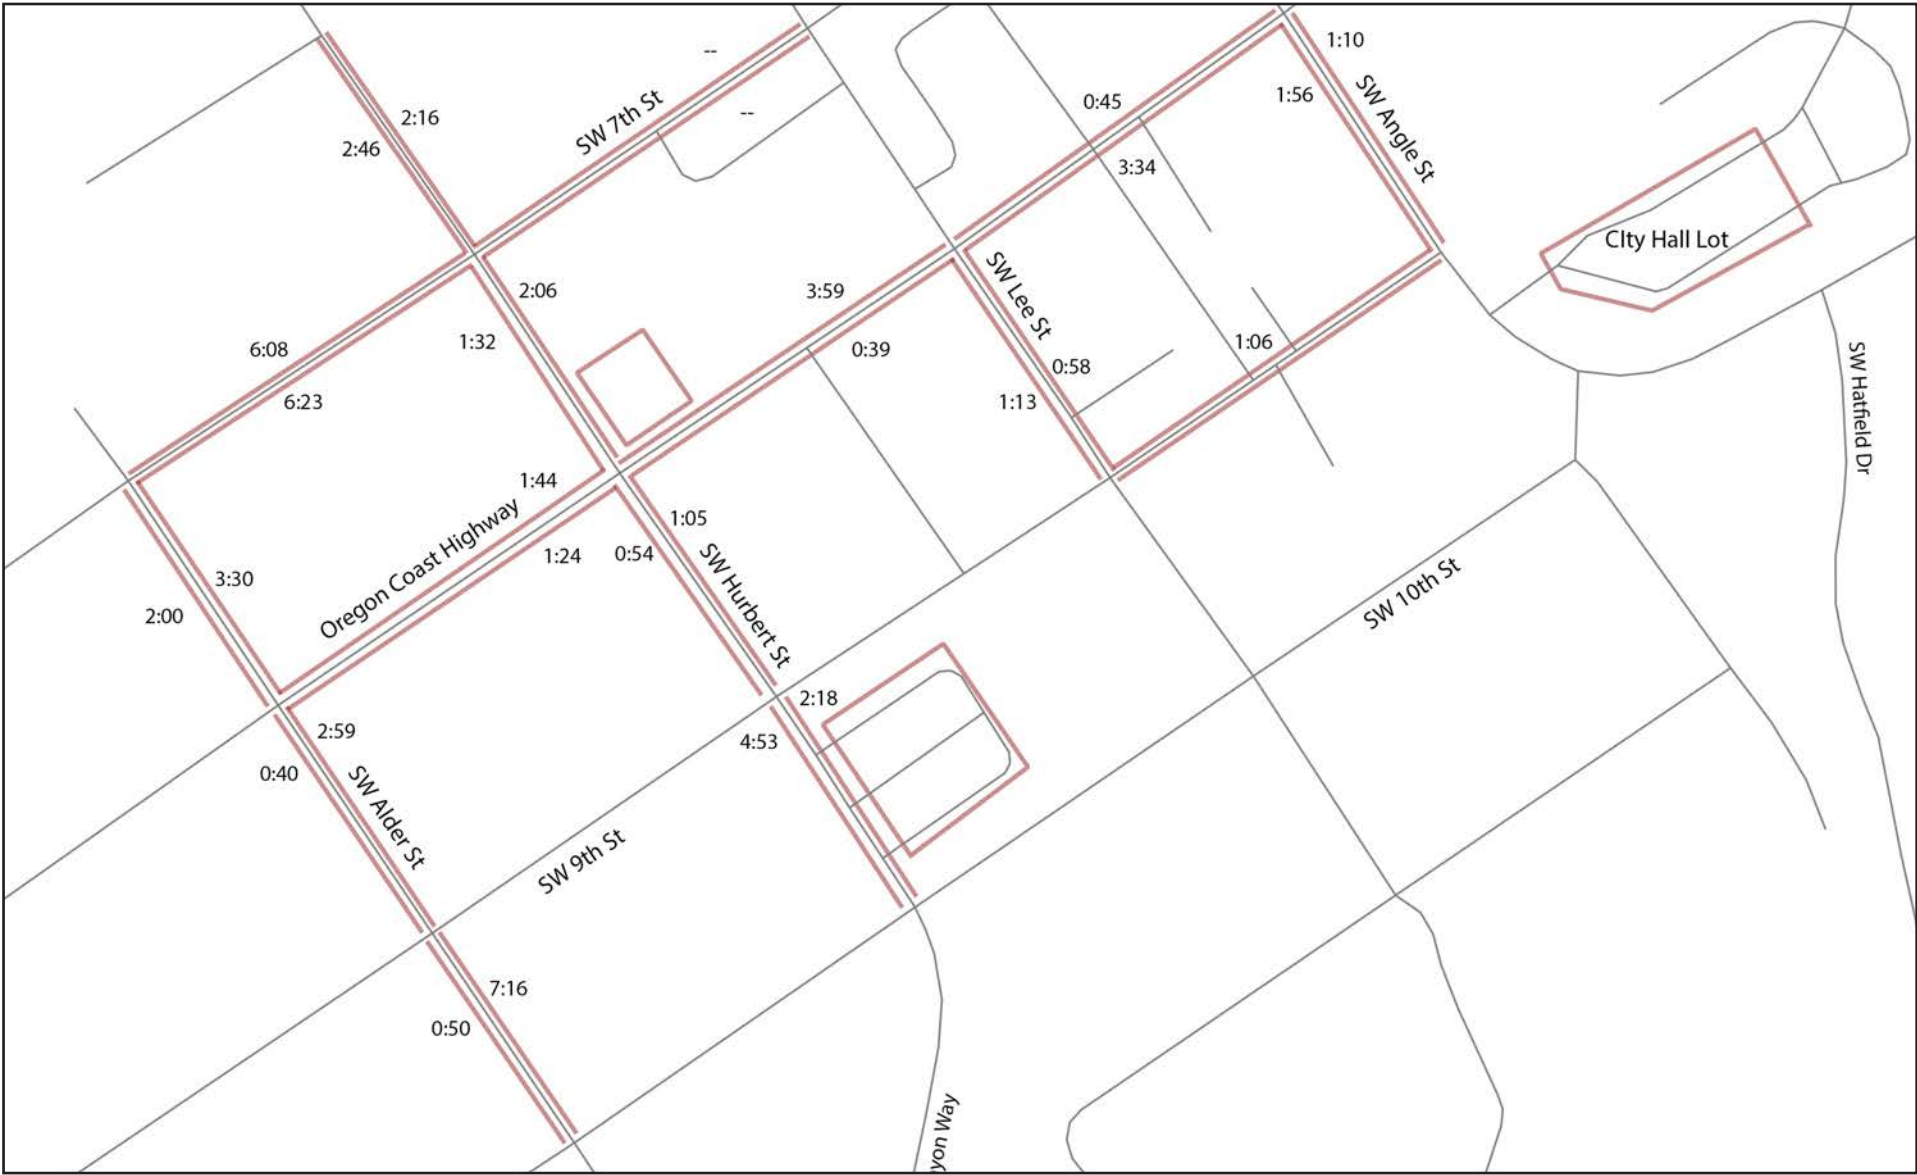 1:10
--
1:56
SW Angle St
0:45
--
SW 7th St
2:16
2:46
3:34
CIty Hall Lot
2:06
3:59
SW Lee St
1:32
1:06
6:08
0:39
0:58
SW Hatfield Dr
6:23
1:13
1:44
Oregon Coast Highway
1:05
1:24
0:54
3:30
2:00
SW Hurbert St
SW 10th St
2:18
2:59
4:53
0:40
SW Alder St
SW 9th St
7:16
0:50
yon Way